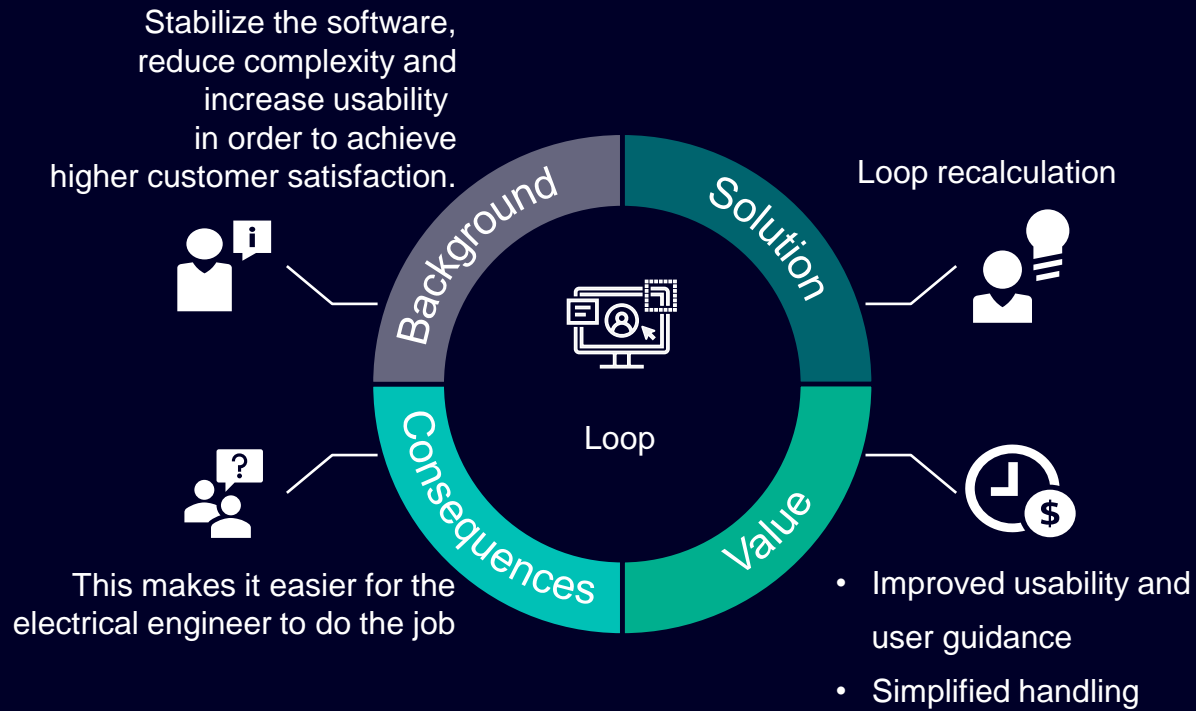 Stabilize the software,
reduce complexity and
increase usability
in order to achieve
higher customer satisfaction.
i
Background
Solution
Loop recalculation
Loop
?
Consequences
This makes it easier for the
electrical engineer to do the job
Value
$
• Improved usability and
user guidance
• Simplified handling